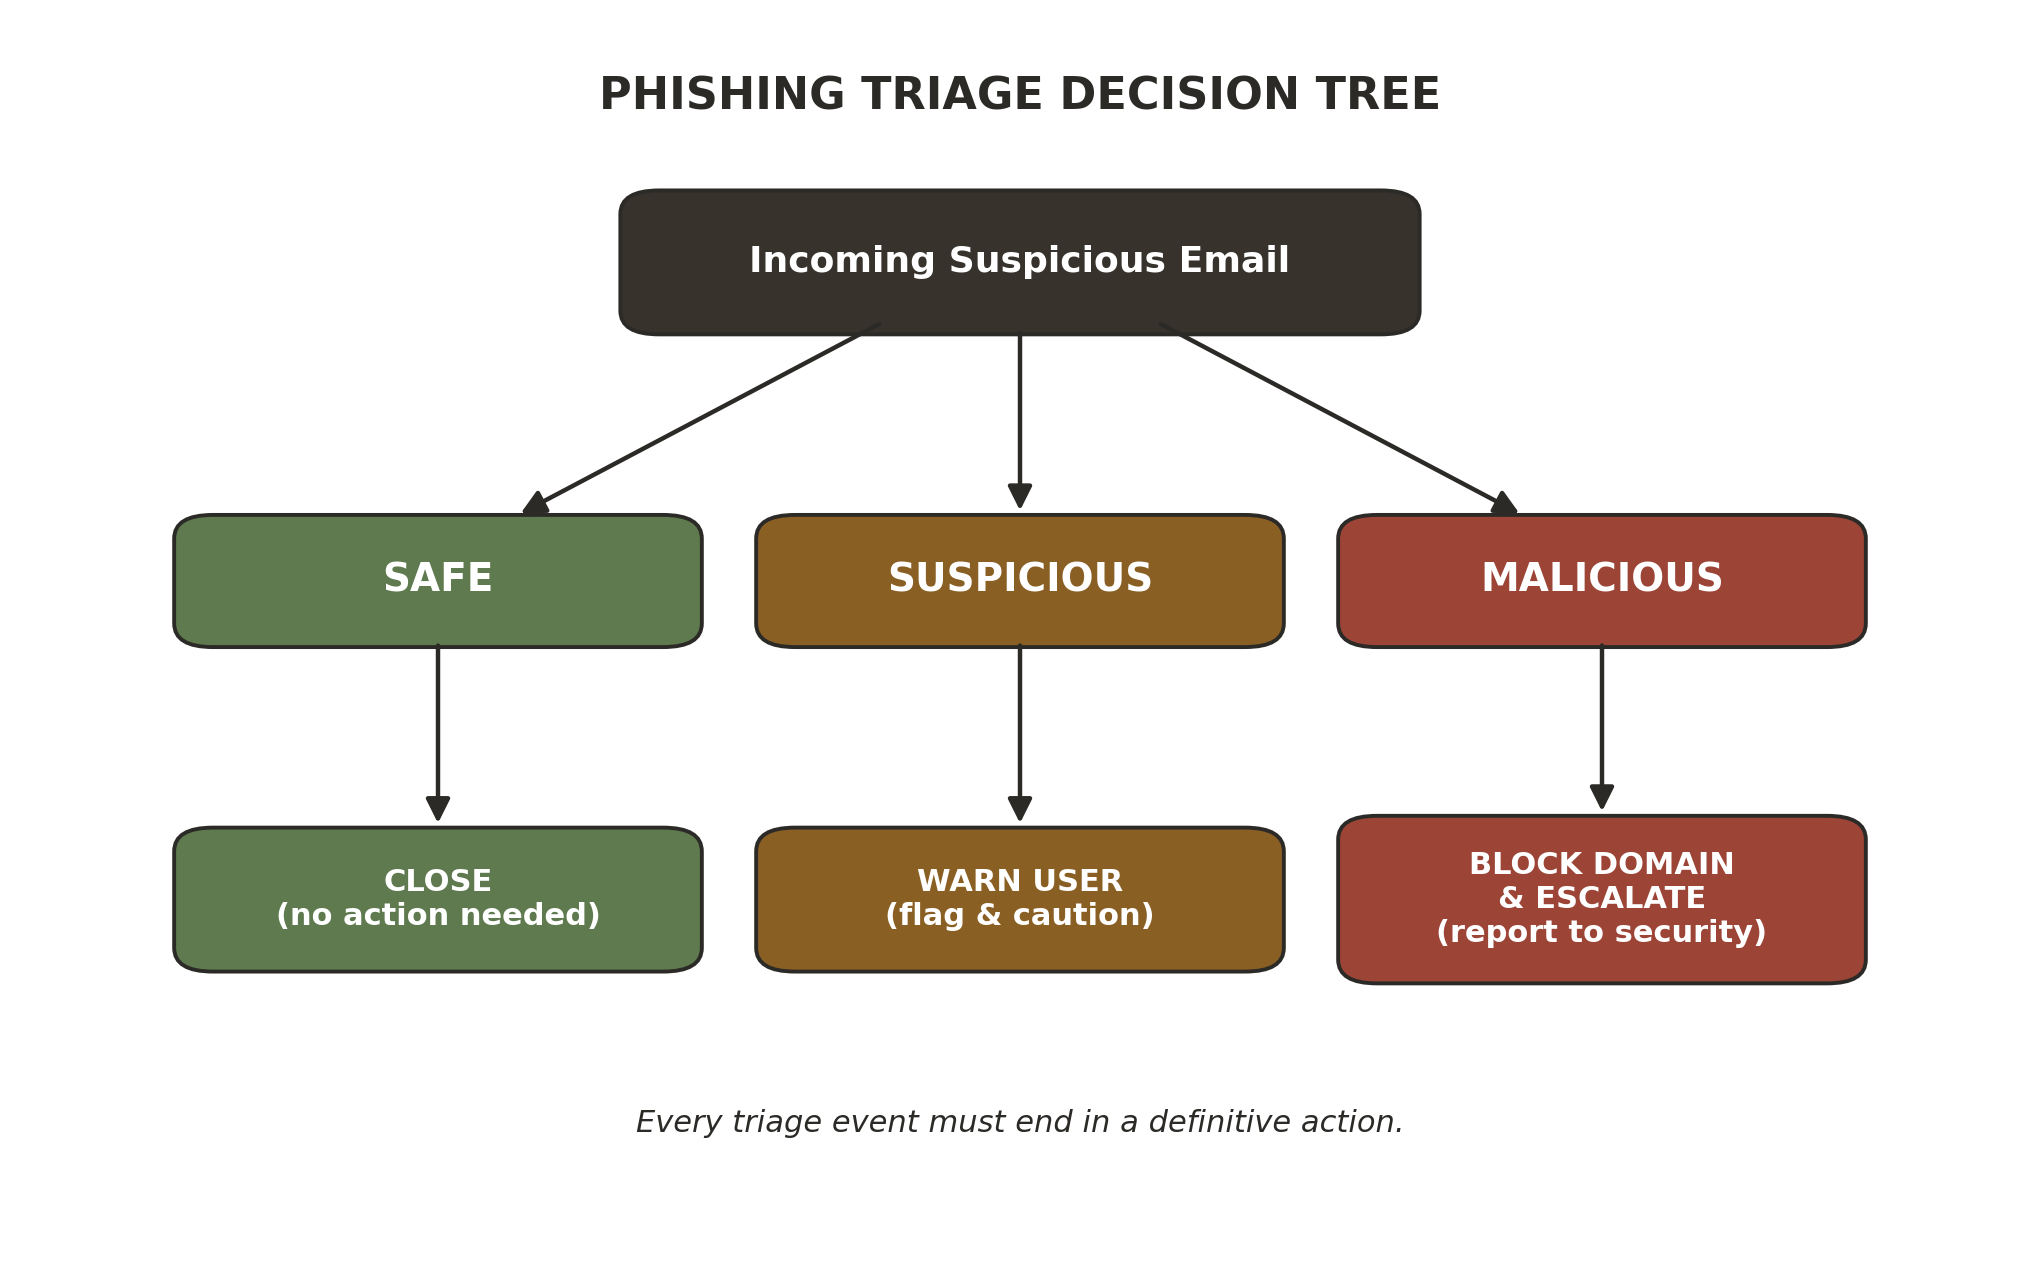 PHISHING TRIAGE DECISION TREE
Incoming Suspicious Email
SAFE
SUSPICIOUS
MALICIOUS
CLOSE
(no action needed)
WARN USER
(flag & caution)
BLOCK DOMAIN
& ESCALATE
(report to security)
Every triage event must end in a definitive action.